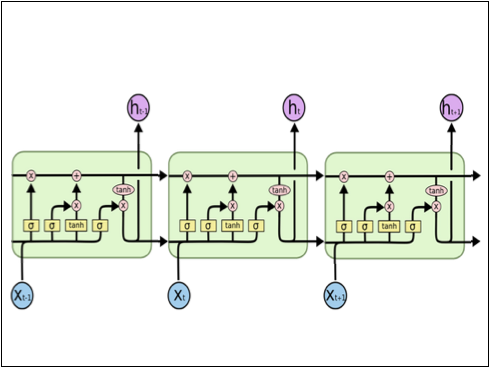 h_{t-1} h_t h_{t+1}
x + x + x +
tanh tanh tanh
x x x x x x
σ σ tanh σ σ σ tanh σ σ σ tanh σ
X_{t-1} X_t X_{t+1}